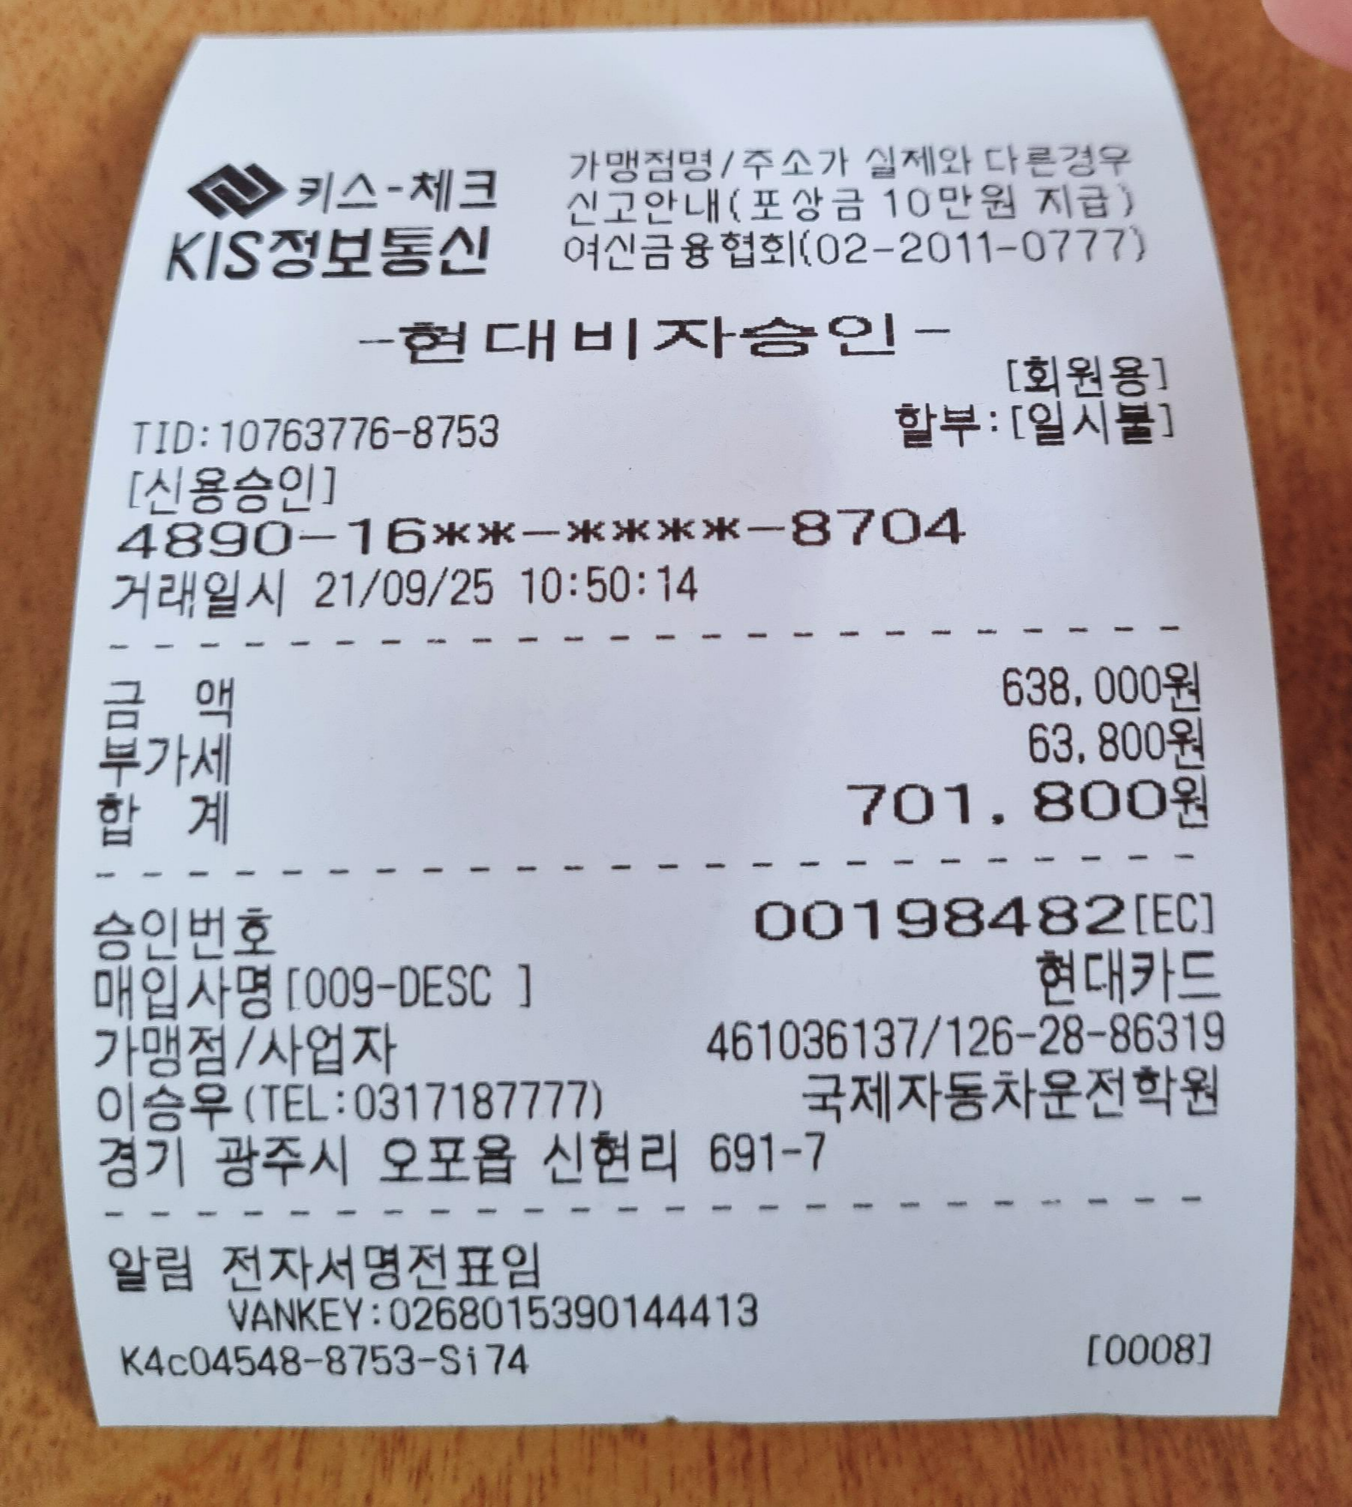 키스-체크
KIS정보통신
가맹점명/주소가 실제와 다른경우
신고안내(포상금 10만원 지급)
여신금융협회(02-2011-0777)
-현대비자승인-
[회원용]
TID:10763776-8753 할부:[일시불]
[신용승인]
4890-16**-****-8704
거래일시 21/09/25 10:50:14
금 액 638,000원
부가세 63,800원
합 계 701.800원
승인번호 00198482[EC]
매입사명[009-DESC ] 현대카드
가맹점/사업자 461036137/126-28-86319
이승우(TEL:0317187777) 국제자동차운전학원
경기 광주시 오포읍 신현리 691-7
알림 전자서명전표임
VANKEY:0268015390144413
K4c04548-8753-Si74 [0008]